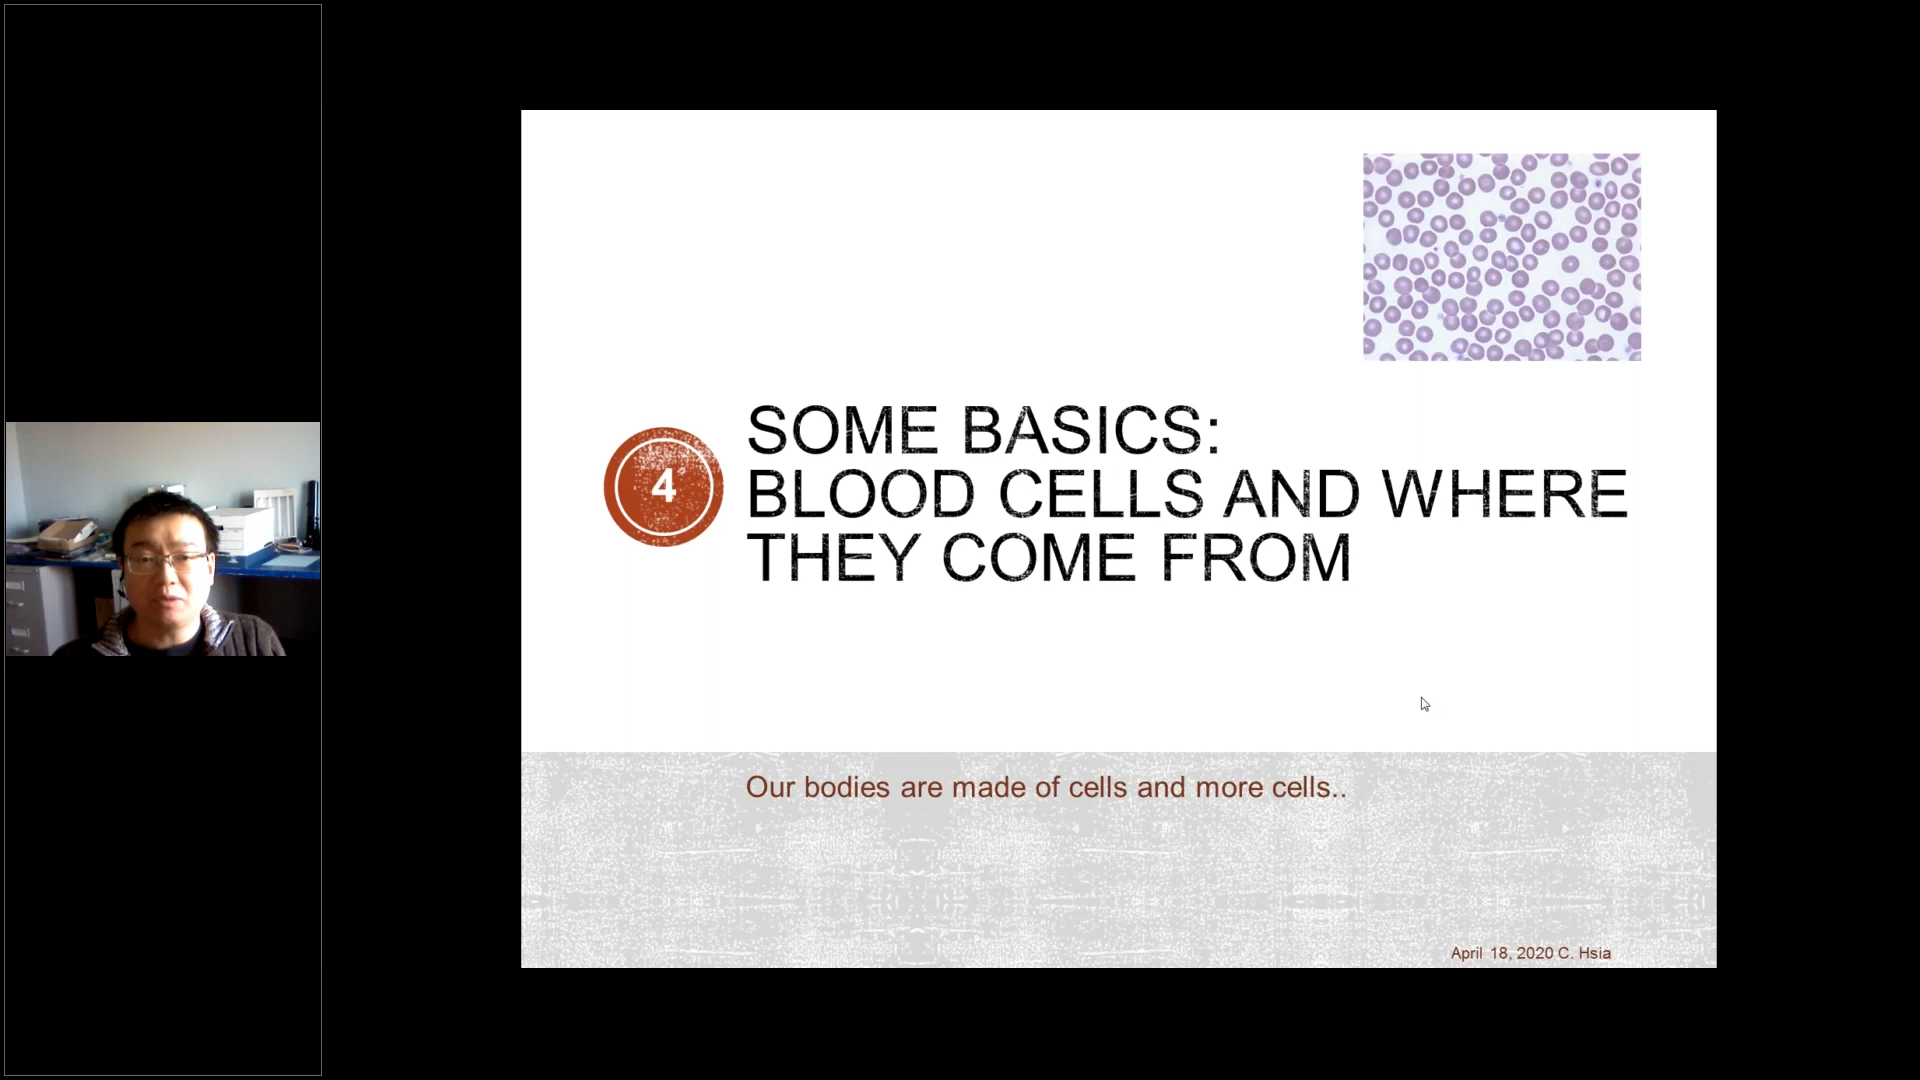 4
SOME BASICS:
BLOOD CELLS AND WHERE
THEY COME FROM
Our bodies are made of cells and more cells..
April 18, 2020 C. Hsia